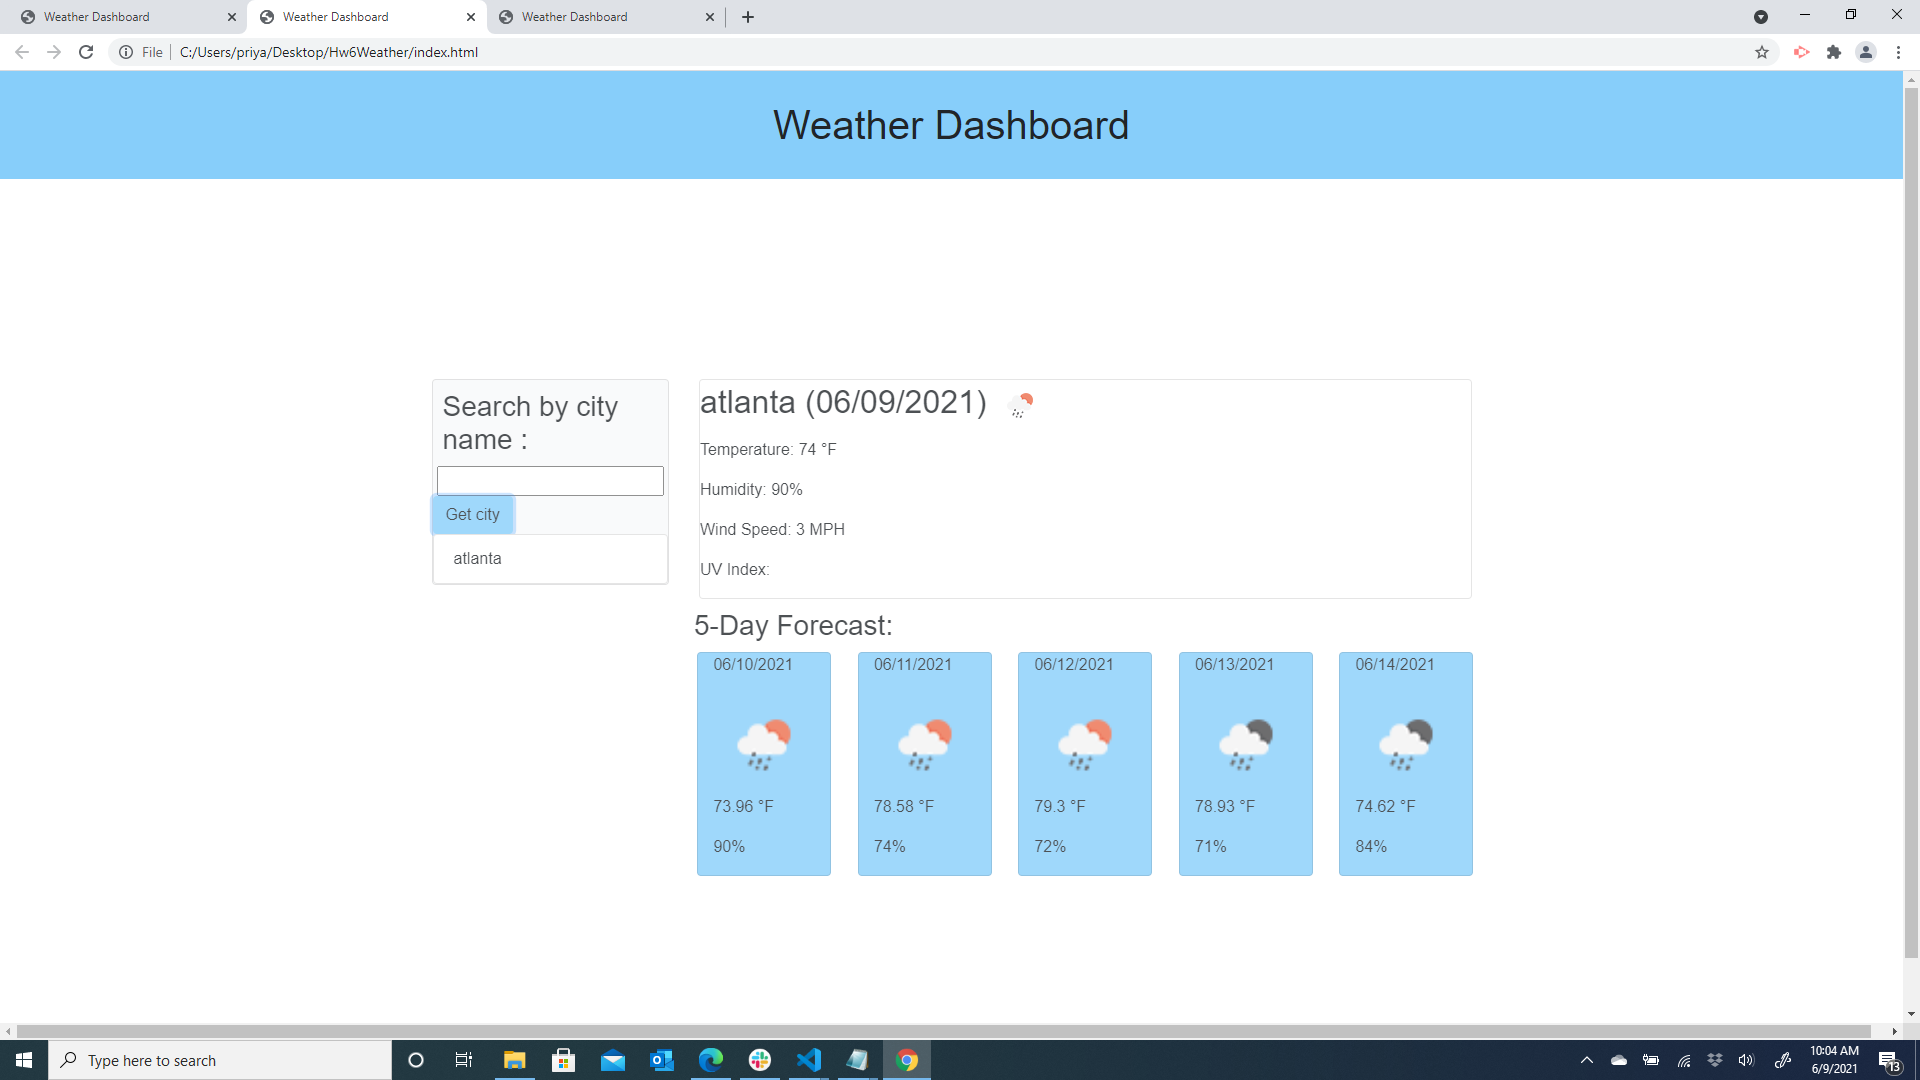 Weather Dashboard
Weather Dashboard
Weather Dashboard
File
C:/Users/priya/Desktop/Hw6Weather/index.html
Weather Dashboard
Search by city
name :
Get city
atlanta
atlanta (06/09/2021)
Temperature: 74 °F
Humidity: 90%
Wind Speed: 3 MPH
UV Index:
5-Day Forecast:
06/10/2021
73.96 °F
90%
06/11/2021
78.58 °F
74%
06/12/2021
79.3 °F
72%
06/13/2021
78.93 °F
71%
06/14/2021
74.62 °F
84%
Type here to search
10:04 AM
6/9/2021
13